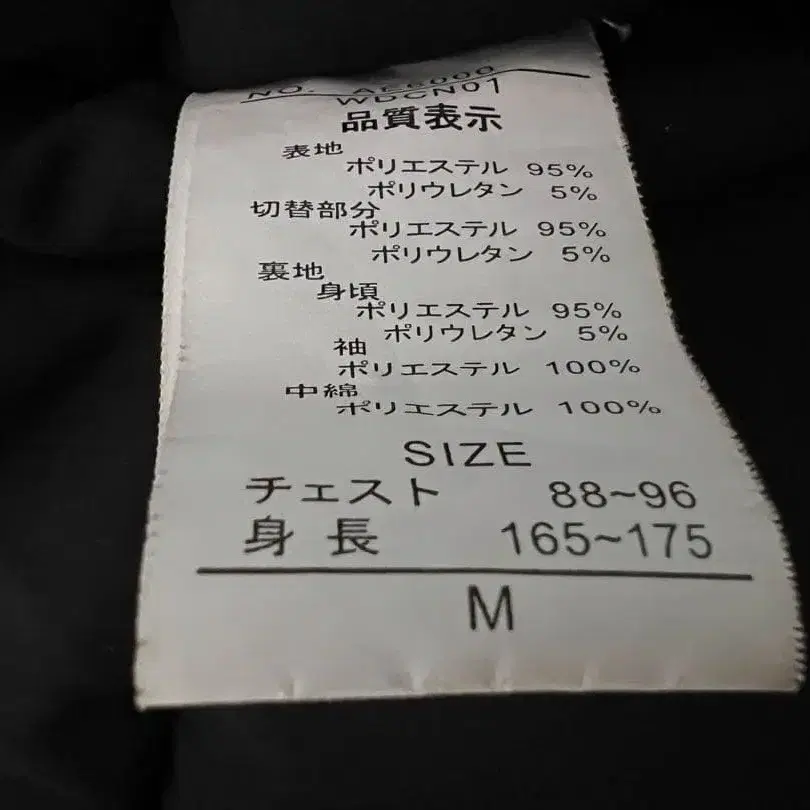 NO. AE6000
WDCN01
品質表示
表地
ポリエステル 95%
ポリウレタン 5%
切替部分
ポリエステル 95%
ポリウレタン 5%
裏地
身頃
ポリエステル 95%
ポリウレタン 5%
袖
ポリエステル 100%
中綿
ポリエステル 100%
SIZE
チェスト 88~96
身長 165~175
M